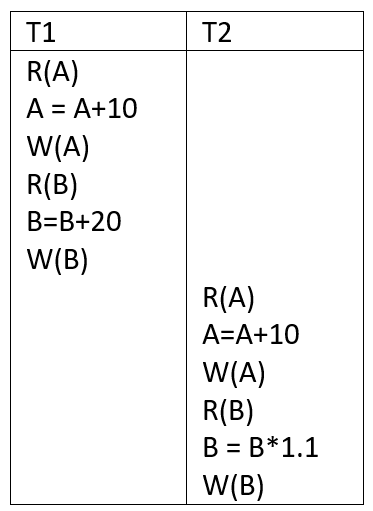 T1 T2
R(A)
A = A+10
W(A)
R(B)
B=B+20
W(B)
R(A)
A=A+10
W(A)
R(B)
B = B*1.1
W(B)